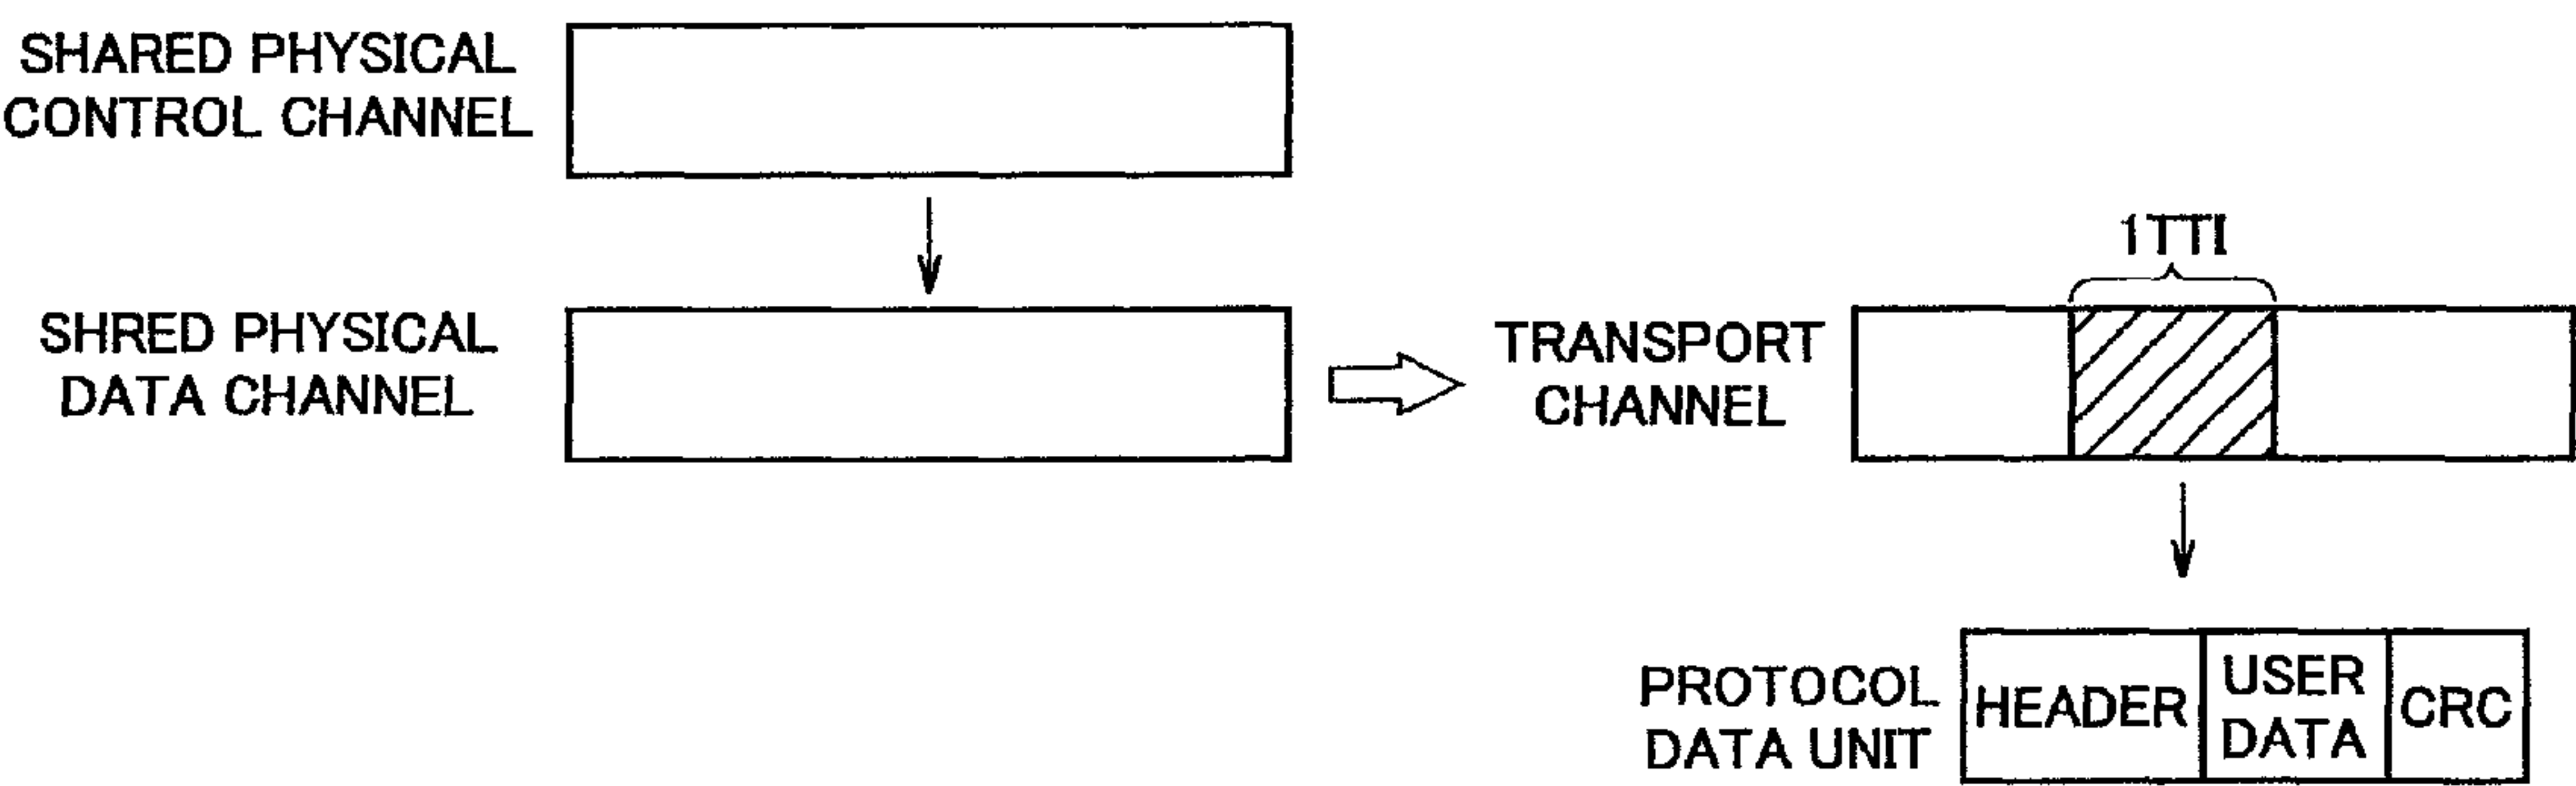 SHARED PHYSICAL
CONTROL CHANNEL
SHRED PHYSICAL
DATA CHANNEL
TRANSPORT
CHANNEL
1TTI
PROTOCOL
DATA UNIT
HEADER
USER
DATA
CRC